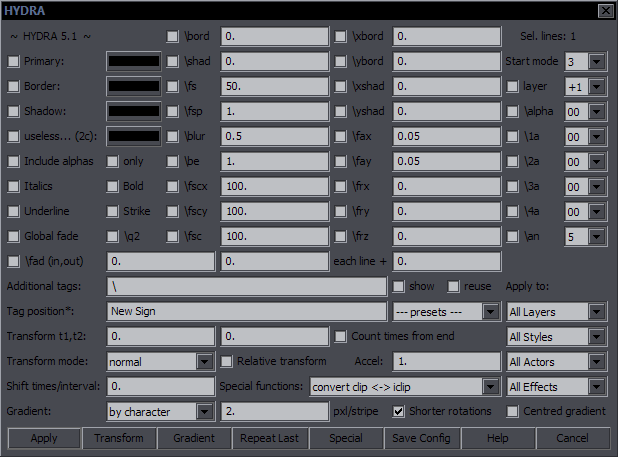 HYDRA
~ HYDRA 5.1 ~ \bord 0. \xbord 0. Sel. lines: 1
Primary: \shad 0. \ybord 0. Start mode 3
Border: \fs 50. \xshad 0. layer +1
Shadow: \fsp 1. \yshad 0. \alpha 00
useless... (2c): \blur 0.5 \fax 0.05 \1a 00
Include alphas only \be 1. \fay 0.05 \2a 00
Italics Bold \fscx 100. \frx 0. \3a 00
Underline Strike \fscy 100. \fry 0. \4a 00
Global fade \q2 \fsc 100. \frz 0. \an 5
\fad (in,out) 0. 0. each line + 0.
Additional tags: \ show reuse Apply to:
Tag position*: New Sign --- presets --- All Layers
Transform t1,t2: 0. 0. Count times from end All Styles
Transform mode: normal Relative transform Accel: 1. All Actors
Shift times/interval: 0. Special functions: convert clip <-> iclip All Effects
Gradient: by character 2. pxl/stripe Shorter rotations Centred gradient
Apply Transform Gradient Repeat Last Special Save Config Help Cancel